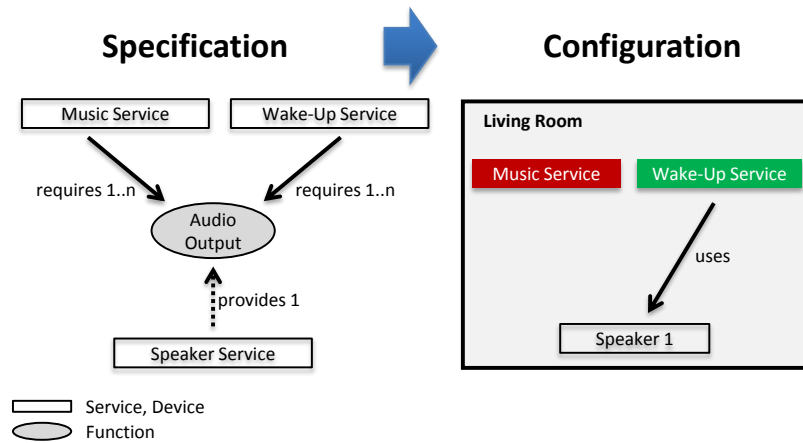 Specification
Configuration
Music Service
Wake-Up Service
requires 1..n
requires 1..n
Audio
Output
provides 1
Speaker Service
Service, Device
Function
Living Room
Music Service
Wake-Up Service
uses
Speaker 1